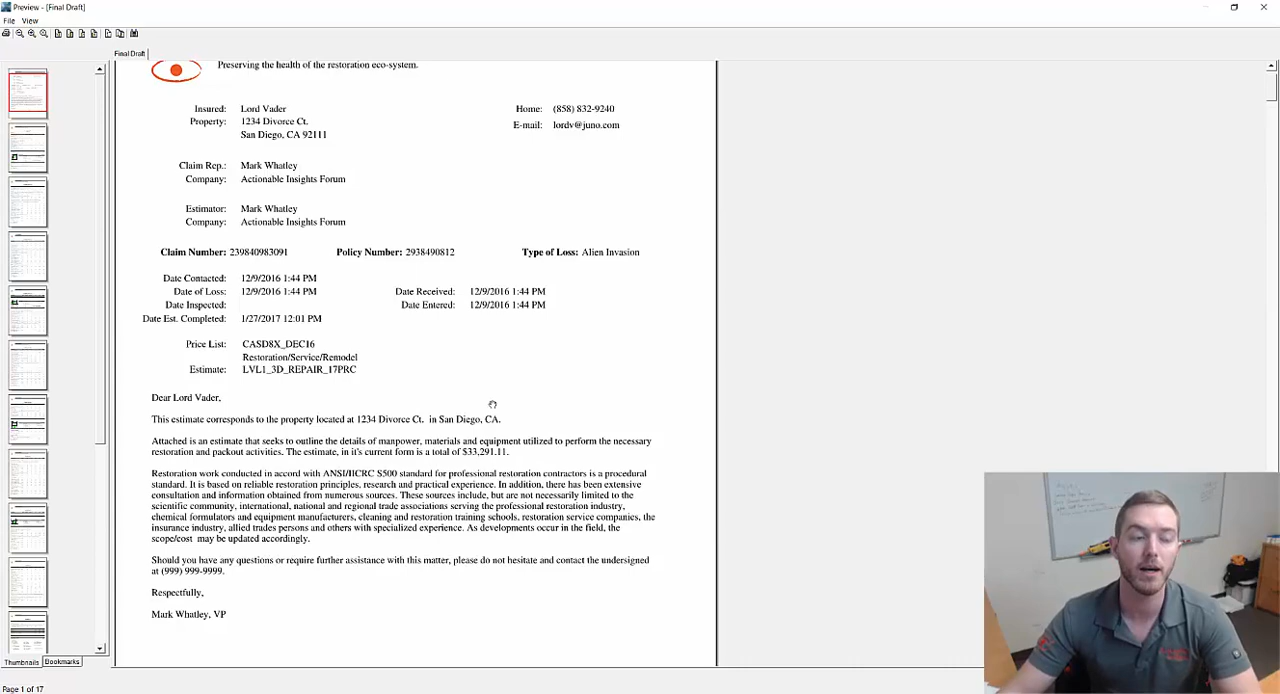 Preview - [Final Draft]
File View
Final Draft
Preserving the health of the restoration eco-system.
Insured: Lord Vader Home: (858) 832-9240
Property: 1234 Divorce Ct. E-mail: lordv@juno.com
San Diego, CA 92111
Claim Rep.: Mark Whatley
Company: Actionable Insights Forum
Estimator: Mark Whatley
Company: Actionable Insights Forum
Claim Number: 239840983091 Policy Number: 2938490812 Type of Loss: Alien Invasion
Date Contacted: 12/9/2016 1:44 PM
Date of Loss: 12/9/2016 1:44 PM Date Received: 12/9/2016 1:44 PM
Date Inspected: Date Entered: 12/9/2016 1:44 PM
Date Est. Completed: 1/27/2017 12:01 PM
Price List: CASD8X_DEC16
Restoration/Service/Remodel
Estimate: LVL1_3D_REPAIR_17PRC
Dear Lord Vader,
This estimate corresponds to the property located at 1234 Divorce Ct. in San Diego, CA.
Attached is an estimate that seeks to outline the details of manpower, materials and equipment utilized to perform the necessary
restoration and packout activities. The estimate, in it's current form is a total of $33,291.11.
Restoration work conducted in accord with ANSI/IICRC S500 standard for professional restoration contractors is a procedural
standard. It is based on reliable restoration principles, research and practical experience. In addition, there has been extensive
consultation and information obtained from numerous sources. These sources include, but are not necessarily limited to the
scientific community, international, national and regional trade associations serving the professional restoration industry,
chemical formulators and equipment manufacturers, cleaning and restoration training schools, restoration service companies, the
insurance industry, allied trades persons and others with specialized experience. As developments occur in the field, the
scope/cost may be updated accordingly.
Should you have any questions or require further assistance with this matter, please do not hesitate and contact the undersigned
at (999) 999-9999.
Respectfully,
Mark Whatley, VP
Thumbnails Bookmarks
Page 1 of 17